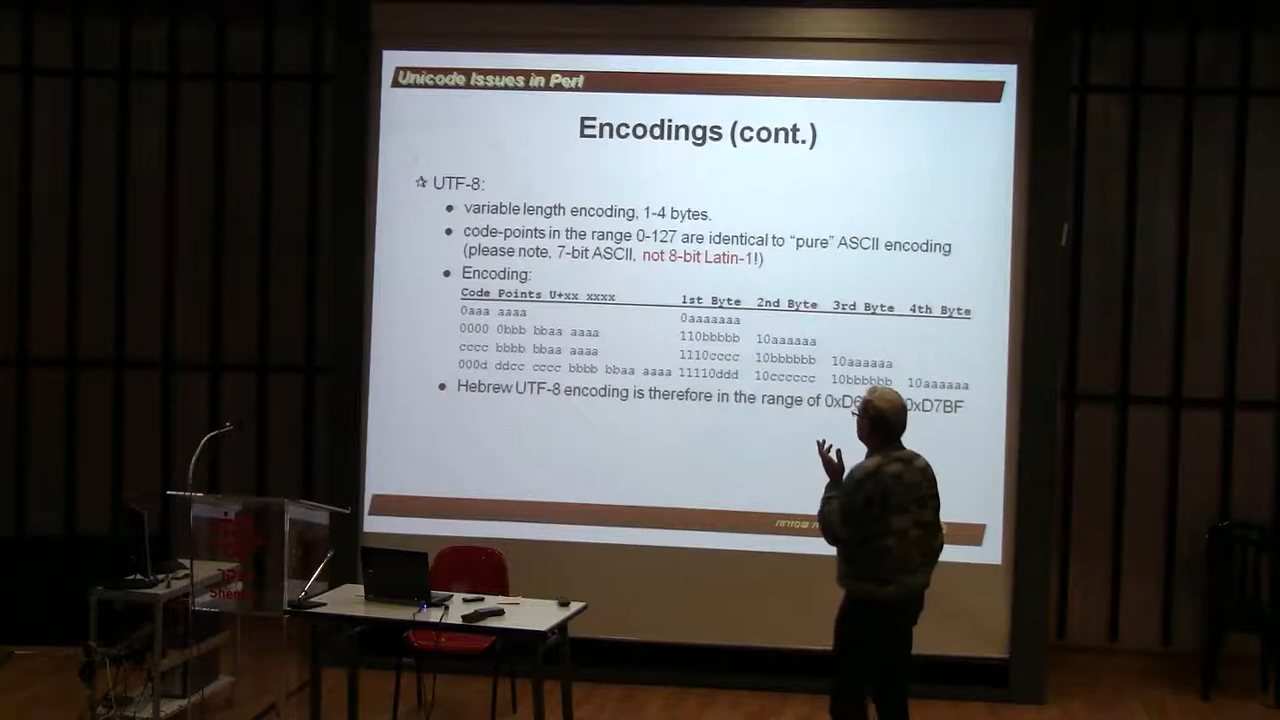 Unicode Issues in Perl
Encodings (cont.)
UTF-8:
variable length encoding, 1-4 bytes.
code-points in the range 0-127 are identical to “pure” ASCII encoding
(please note, 7-bit ASCII, not 8-bit Latin-1!)
Encoding:
Code Points U+xx xxxx 1st Byte 2nd Byte 3rd Byte 4th Byte
0aaa aaaa 0aaaaaaa
0000 0bbb bbaa aaaa 110bbbbb 10aaaaaa
cccc bbbb bbaa aaaa 1110cccc 10bbbbbb 10aaaaaa
000d ddcc cccc bbbb bbaa aaaa 11110ddd 10cccccc 10bbbbbb 10aaaaaa
Hebrew UTF-8 encoding is therefore in the range of 0xD7BF